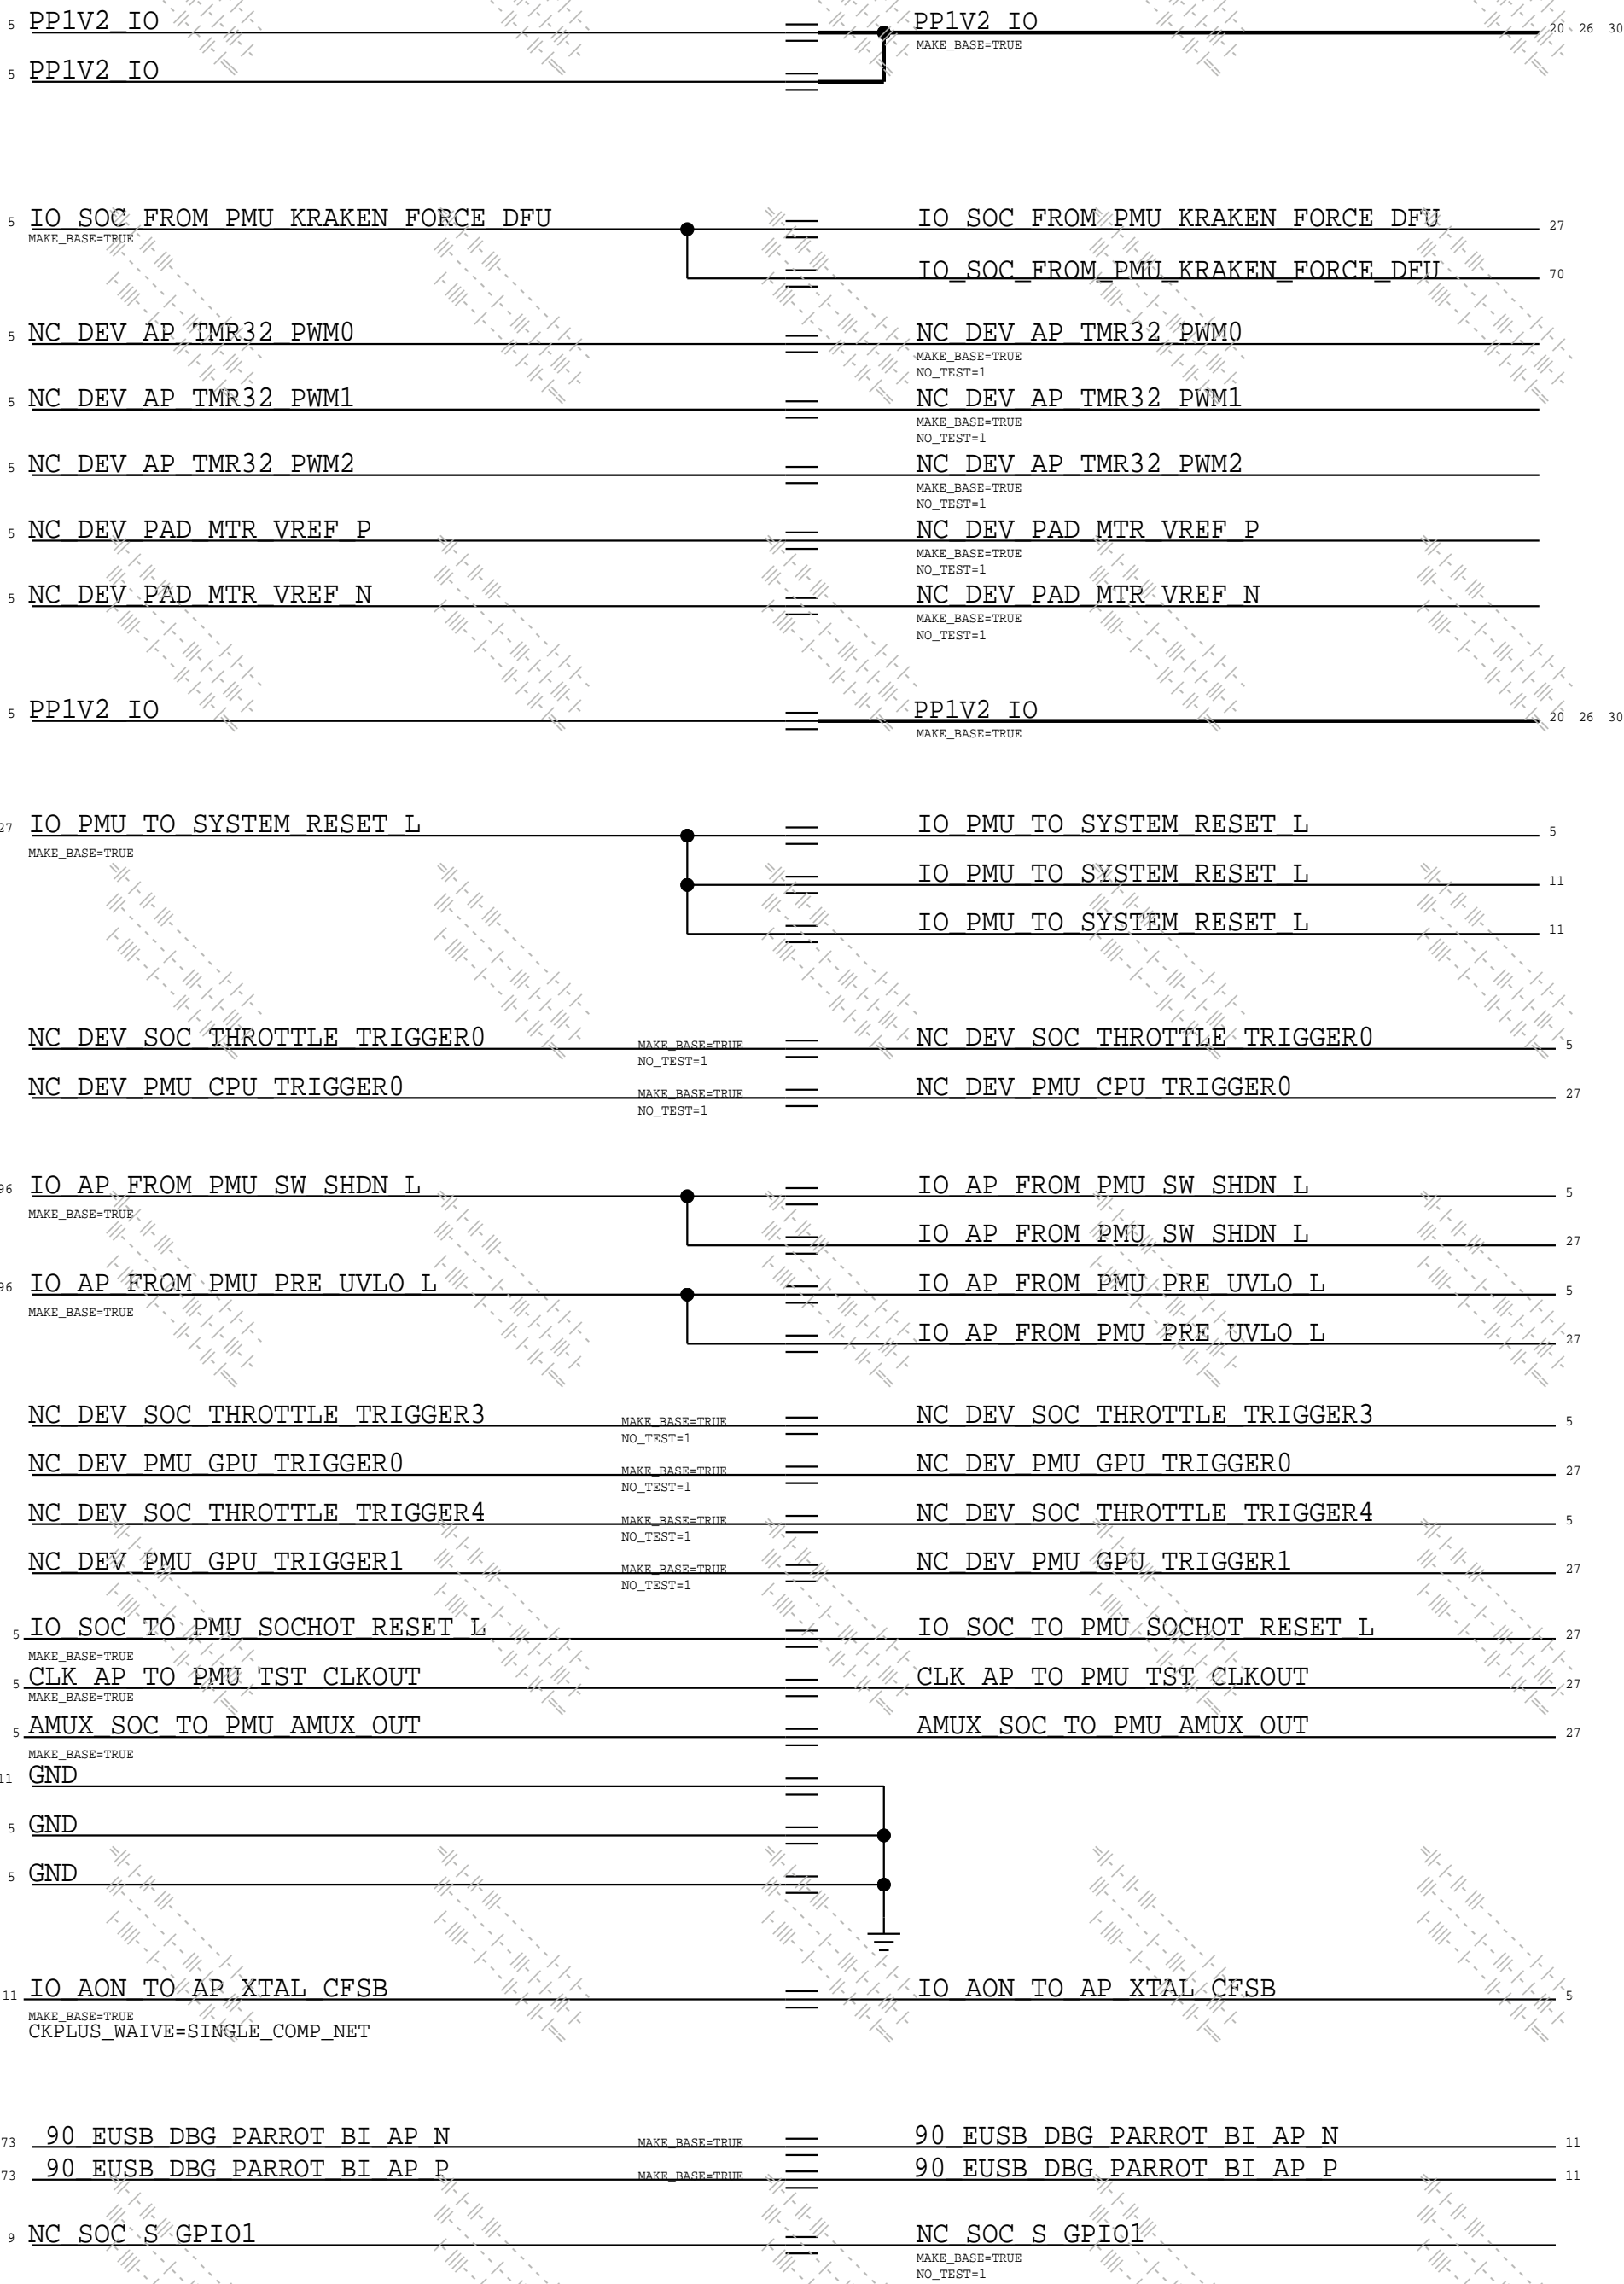 5 PP1V2_IO PP1V2_IO 20 26 30
MAKE_BASE=TRUE
5 PP1V2_IO
5 IO_SOC_FROM_PMU_KRAKEN_FORCE_DFU IO_SOC_FROM_PMU_KRAKEN_FORCE_DFU 27
MAKE_BASE=TRUE
IO_SOC_FROM_PMU_KRAKEN_FORCE_DFU 70
5 NC_DEV_AP_TMR32_PWM0 NC_DEV_AP_TMR32_PWM0
MAKE_BASE=TRUE
NO_TEST=1
5 NC_DEV_AP_TMR32_PWM1 NC_DEV_AP_TMR32_PWM1
MAKE_BASE=TRUE
NO_TEST=1
5 NC_DEV_AP_TMR32_PWM2 NC_DEV_AP_TMR32_PWM2
MAKE_BASE=TRUE
NO_TEST=1
5 NC_DEV_PAD_MTR_VREF_P NC_DEV_PAD_MTR_VREF_P
MAKE_BASE=TRUE
NO_TEST=1
5 NC_DEV_PAD_MTR_VREF_N NC_DEV_PAD_MTR_VREF_N
MAKE_BASE=TRUE
NO_TEST=1
5 PP1V2_IO PP1V2_IO 20 26 30
MAKE_BASE=TRUE
27 IO_PMU_TO_SYSTEM_RESET_L IO_PMU_TO_SYSTEM_RESET_L 5
MAKE_BASE=TRUE
IO_PMU_TO_SYSTEM_RESET_L 11
IO_PMU_TO_SYSTEM_RESET_L 11
NC_DEV_SOC_THROTTLE_TRIGGER0 MAKE_BASE=TRUE NC_DEV_SOC_THROTTLE_TRIGGER0 5
NO_TEST=1
NC_DEV_PMU_CPU_TRIGGER0 MAKE_BASE=TRUE NC_DEV_PMU_CPU_TRIGGER0 27
NO_TEST=1
96 IO_AP_FROM_PMU_SW_SHDN_L IO_AP_FROM_PMU_SW_SHDN_L 5
MAKE_BASE=TRUE
IO_AP_FROM_PMU_SW_SHDN_L 27
96 IO_AP_FROM_PMU_PRE_UVLO_L IO_AP_FROM_PMU_PRE_UVLO_L 5
MAKE_BASE=TRUE
IO_AP_FROM_PMU_PRE_UVLO_L 27
NC_DEV_SOC_THROTTLE_TRIGGER3 MAKE_BASE=TRUE NC_DEV_SOC_THROTTLE_TRIGGER3 5
NO_TEST=1
NC_DEV_PMU_GPU_TRIGGER0 MAKE_BASE=TRUE NC_DEV_PMU_GPU_TRIGGER0 27
NO_TEST=1
NC_DEV_SOC_THROTTLE_TRIGGER4 MAKE_BASE=TRUE NC_DEV_SOC_THROTTLE_TRIGGER4 5
NO_TEST=1
NC_DEV_PMU_GPU_TRIGGER1 MAKE_BASE=TRUE NC_DEV_PMU_GPU_TRIGGER1 27
NO_TEST=1
5 IO_SOC_TO_PMU_SOCHOT_RESET_L IO_SOC_TO_PMU_SOCHOT_RESET_L 27
MAKE_BASE=TRUE
5 CLK_AP_TO_PMU_TST_CLKOUT CLK_AP_TO_PMU_TST_CLKOUT 27
MAKE_BASE=TRUE
5 AMUX_SOC_TO_PMU_AMUX_OUT AMUX_SOC_TO_PMU_AMUX_OUT 27
MAKE_BASE=TRUE
11 GND
5 GND
5 GND
11 IO_AON_TO_AP_XTAL_CFSB IO_AON_TO_AP_XTAL_CFSB 5
MAKE_BASE=TRUE
CKPLUS_WAIVE=SINGLE_COMP_NET
73 90_EUSB_DBG_PARROT_BI_AP_N MAKE_BASE=TRUE 90_EUSB_DBG_PARROT_BI_AP_N 11
73 90_EUSB_DBG_PARROT_BI_AP_P MAKE_BASE=TRUE 90_EUSB_DBG_PARROT_BI_AP_P 11
9 NC_SOC_S_GPIO1 NC_SOC_S_GPIO1
MAKE_BASE=TRUE
NO_TEST=1